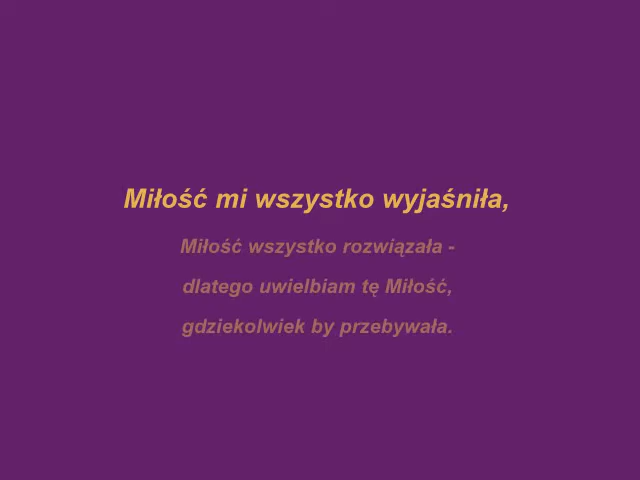 Miłość mi wszystko wyjaśniła,
Miłość wszystko rozwiązała -
dlatego uwielbiam tę Miłość,
gdziekolwiek by przebywała.